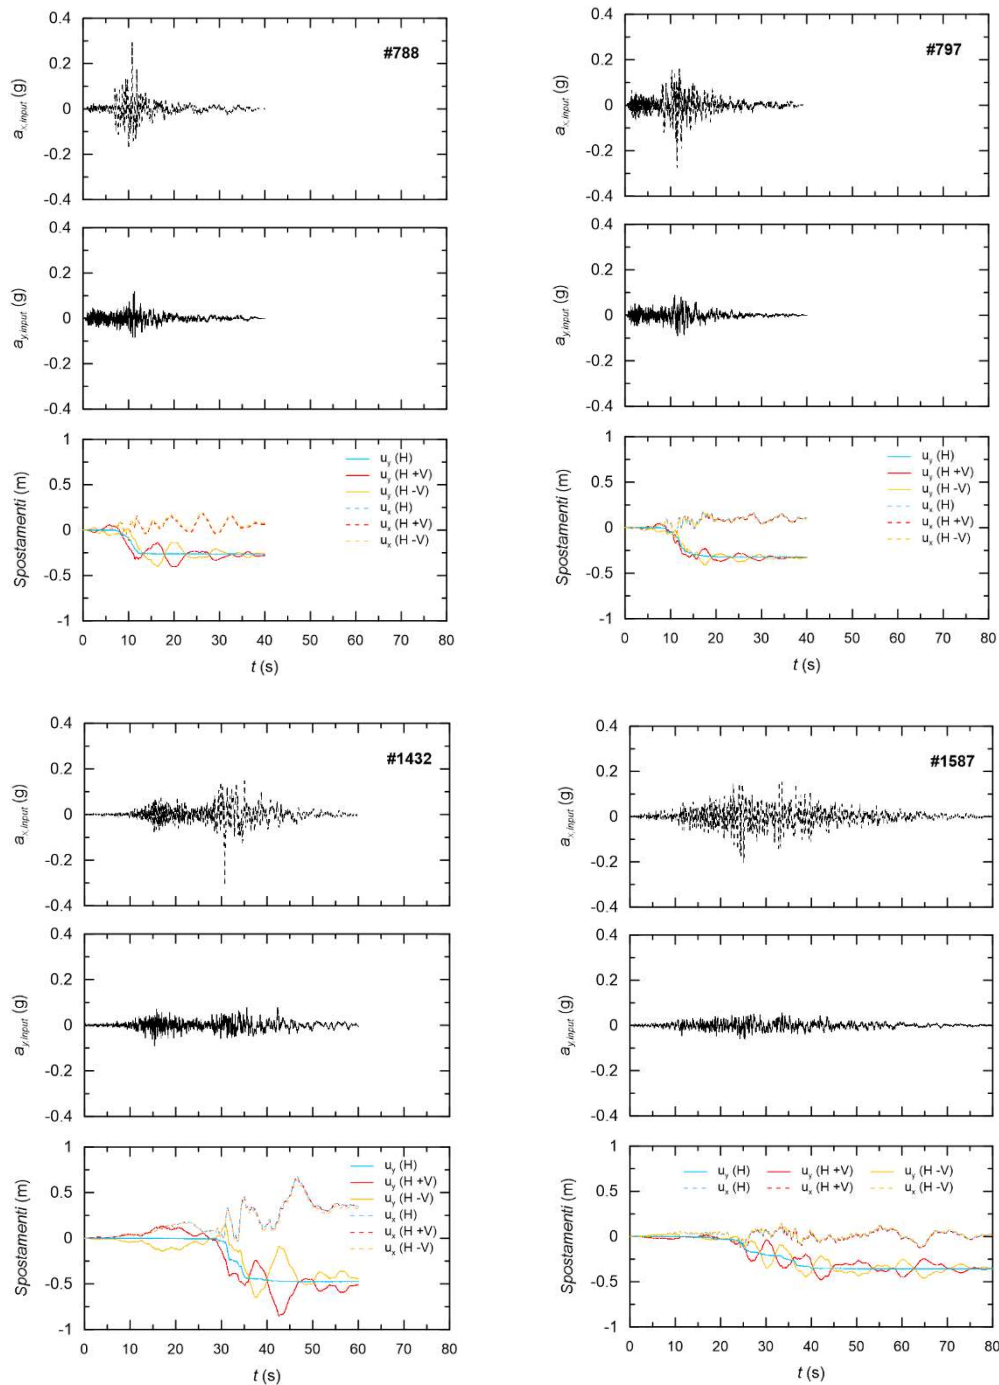 #788
a_x,input (g)
0.4
0.2
0
-0.2
-0.4
a_y,input (g)
0.4
0.2
0
-0.2
-0.4
Spostamenti (m)
1
0.5
0
-0.5
-1
u_y (H)
u_y (H +V)
u_y (H -V)
u_x (H)
u_x (H +V)
u_x (H -V)
0 10 20 30 40 50 60 70 80
t (s)
#797
a_x,input (g)
0.4
0.2
0
-0.2
-0.4
a_y,input (g)
0.4
0.2
0
-0.2
-0.4
Spostamenti (m)
1
0.5
0
-0.5
-1
u_y (H)
u_y (H +V)
u_y (H -V)
u_x (H)
u_x (H +V)
u_x (H -V)
0 10 20 30 40 50 60 70 80
t (s)
#1432
a_x,input (g)
0.4
0.2
0
-0.2
-0.4
a_y,input (g)
0.4
0.2
0
-0.2
-0.4
Spostamenti (m)
1
0.5
0
-0.5
-1
u_y (H)
u_y (H +V)
u_y (H -V)
u_x (H)
u_x (H +V)
u_x (H -V)
0 10 20 30 40 50 60 70 80
t (s)
#1587
a_x,input (g)
0.4
0.2
0
-0.2
-0.4
a_y,input (g)
0.4
0.2
0
-0.2
-0.4
Spostamenti (m)
1
0.5
0
-0.5
-1
u_y (H) u_y (H +V) u_y (H -V)
u_x (H) u_x (H +V) u_x (H -V)
0 10 20 30 40 50 60 70 80
t (s)